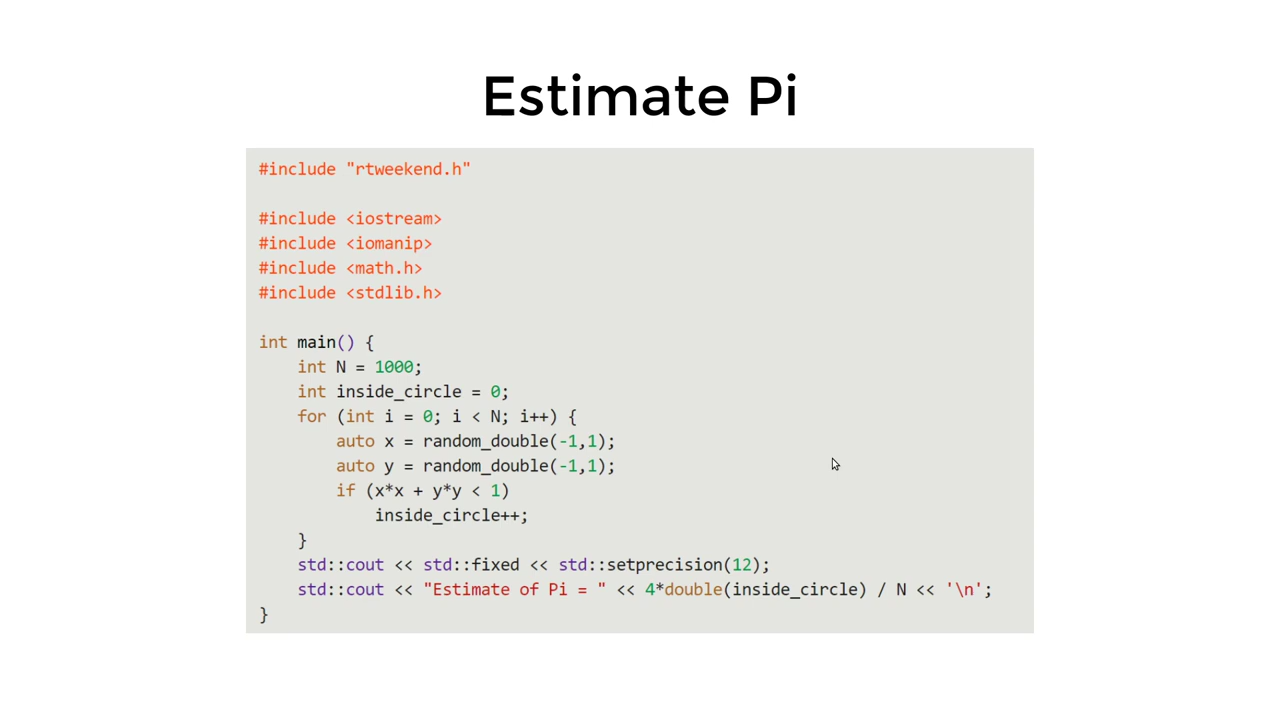 Estimate Pi
#include "rtweekend.h"
#include <iostream>
#include <iomanip>
#include <math.h>
#include <stdlib.h>
int main() {
    int N = 1000;
    int inside_circle = 0;
    for (int i = 0; i < N; i++) {
        auto x = random_double(-1,1);
        auto y = random_double(-1,1);
        if (x*x + y*y < 1)
            inside_circle++;
    }
    std::cout << std::fixed << std::setprecision(12);
    std::cout << "Estimate of Pi = " << 4*double(inside_circle) / N << '\n';
}